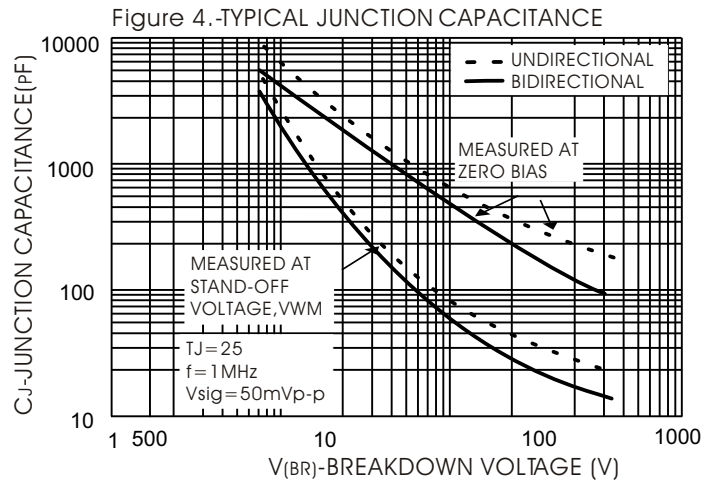 Figure 4.-TYPICAL JUNCTION CAPACITANCE
10000
UNDIRECTIONAL
BIDIRECTIONAL
CJ-JUNCTION CAPACITANCE(PF)
1000
MEASURED AT
ZERO BIAS
100
MEASURED AT
STAND-OFF
VOLTAGE,VWM
TJ=25
f=1MHz
Vsig=50mVp-p
10
1 500 10 100 1000
V(BR)-BREAKDOWN VOLTAGE (V)